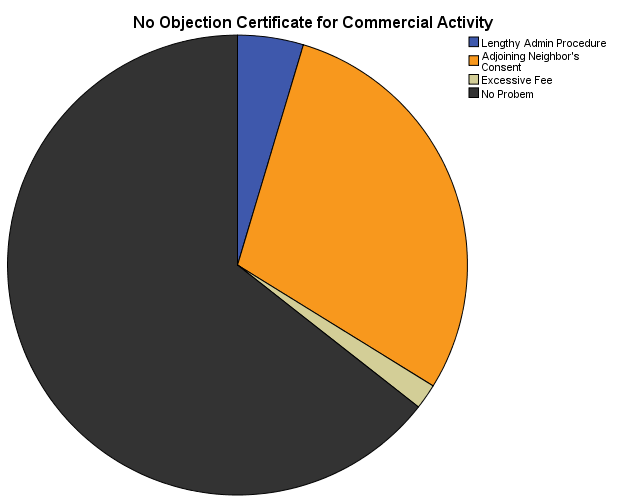 No Objection Certificate for Commercial Activity
Lengthy Admin Procedure
Adjoining Neighbor's
Consent
Excessive Fee
No Probem